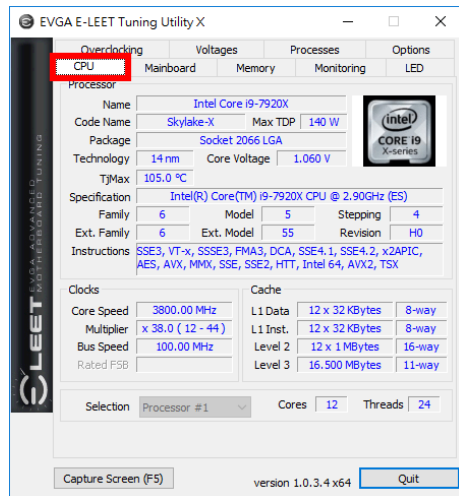 EVGA E-LEET Tuning Utility X
Overclocking Voltages Processes Options
CPU Mainboard Memory Monitoring LED
Processor
Name Intel Core i9-7920X
Code Name Skylake-X Max TDP 140 W
Package Socket 2066 LGA
Technology 14 nm Core Voltage 1.060 V
TjMax 105.0 °C
(intel)
CORE i9
X-series
Specification Intel(R) Core(TM) i9-7920X CPU @ 2.90GHz (ES)
Family 6 Model 5 Stepping 4
Ext. Family 6 Ext. Model 55 Revision H0
Instructions SSE3, VT-x, SSSE3, FMA3, DCA, SSE4.1, SSE4.2, x2APIC,
AES, AVX, MMX, SSE, SSE2, HTT, Intel 64, AVX2, TSX
Clocks
Core Speed 3800.00 MHz
Multiplier x 38.0 ( 12 - 44 )
Bus Speed 100.00 MHz
Rated FSB
Cache
L1 Data 12 x 32 KBytes 8-way
L1 Inst. 12 x 32 KBytes 8-way
Level 2 12 x 1 MBytes 16-way
Level 3 16.500 MBytes 11-way
Selection Processor #1 Cores 12 Threads 24
Capture Screen (F5) version 1.0.3.4 x64 Quit
EVGA ADVANCED
MOTHERBOARD TUNING
ELEET